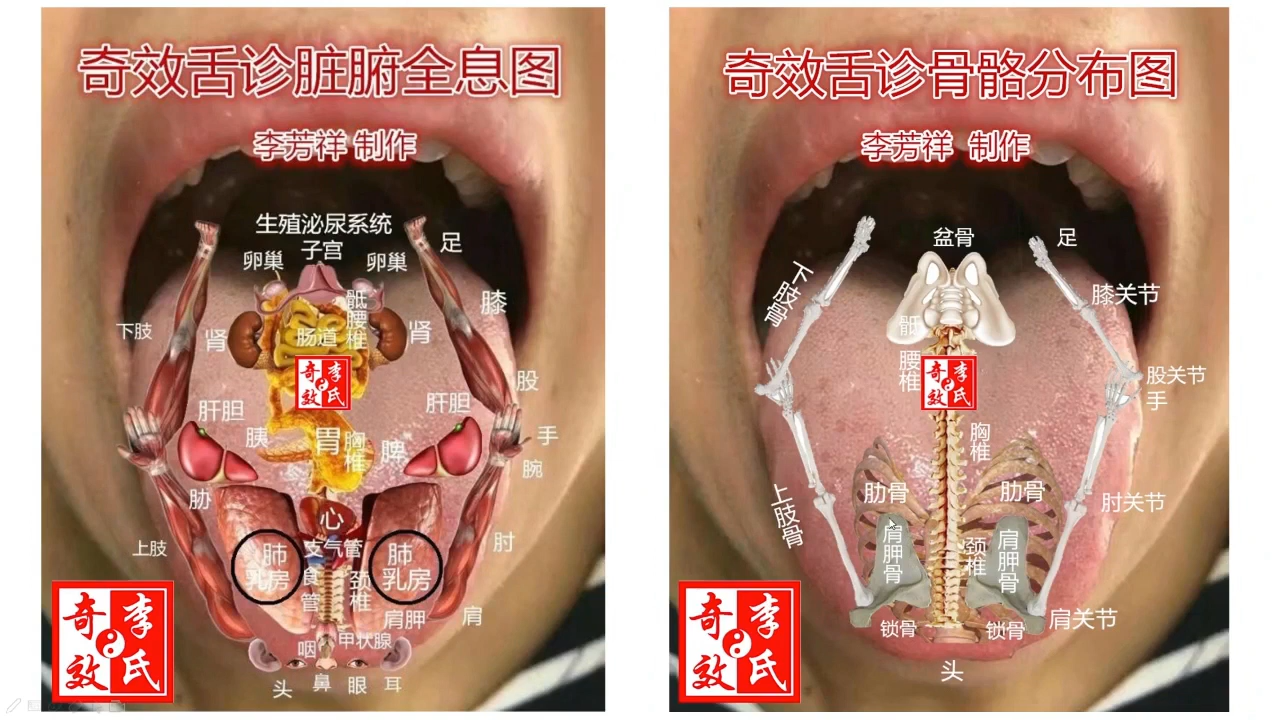 奇效舌诊脏腑全息图
李芳祥 制作
生殖泌尿系统
子宫
卵巢
卵巢
足
骶
腰
椎
膝
下肢
肾
肠道
肾
李氏
奇效
股
肝胆
肝胆
胰
胃
胸
椎
脾
手
腕
胁
心
上肢
支气管
肘
肺
乳房
肺
乳房
食
管
颈
椎
肩胛
肩
咽
甲状腺
头
鼻
眼
耳
李氏
奇效
奇效舌诊骨骼分布图
李芳祥 制作
盆骨
足
下肢骨
膝关节
骶
腰
椎
李氏
奇效
股关节
手
胸
椎
肋骨
肋骨
上肢骨
肘关节
肩
胛
骨
颈
椎
肩
胛
骨
锁骨
锁骨
肩关节
头
李氏
奇效